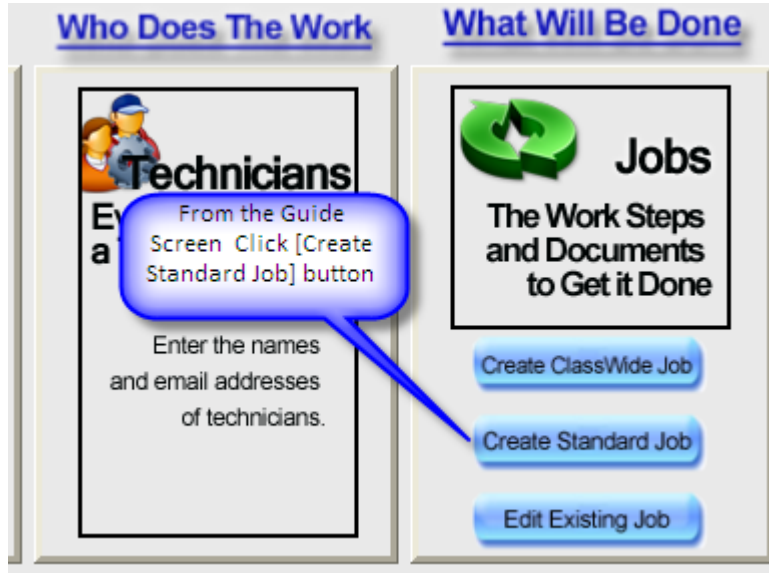 Who Does The Work
Technicians
a
From the Guide
Screen Click [Create
Standard Job] button
Enter the names
and email addresses
of technicians.
What Will Be Done
Jobs
The Work Steps
and Documents
to Get it Done
Create ClassWide Job
Create Standard Job
Edit Existing Job